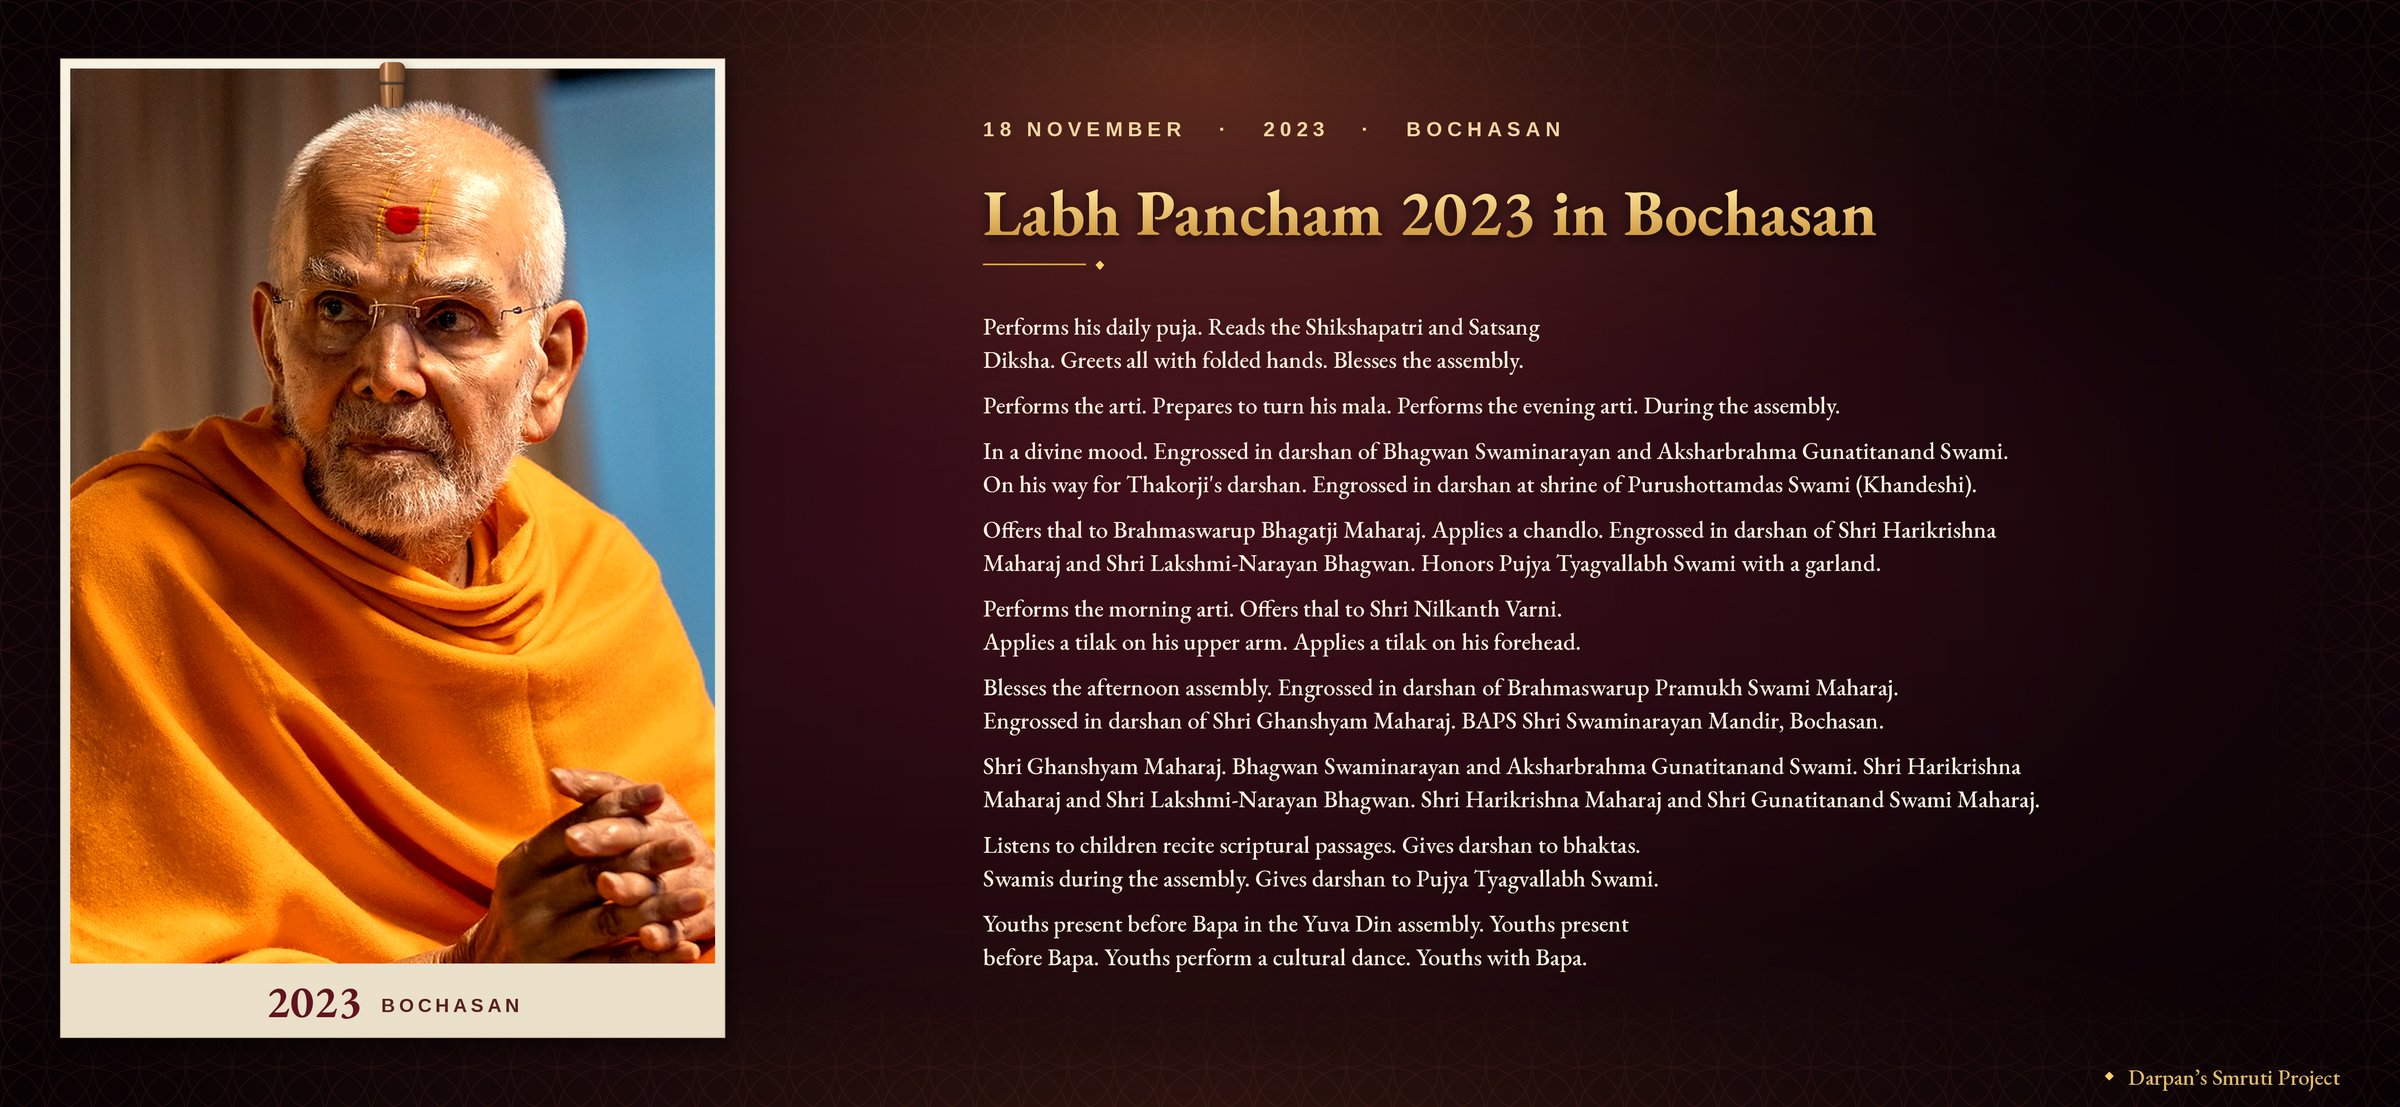 18 NOVEMBER · 2023 · BOCHASAN
Labh Pancham 2023 in Bochasan
Performs his daily puja. Reads the Shikshapatri and Satsang
Diksha. Greets all with folded hands. Blesses the assembly.
Performs the arti. Prepares to turn his mala. Performs the evening arti. During the assembly.
In a divine mood. Engrossed in darshan of Bhagwan Swaminarayan and Aksharbrahma Gunatitanand Swami.
On his way for Thakorji's darshan. Engrossed in darshan at shrine of Purushottamdas Swami (Khandeshi).
Offers thal to Brahmaswarup Bhagatji Maharaj. Applies a chandlo. Engrossed in darshan of Shri Harikrishna
Maharaj and Shri Lakshmi-Narayan Bhagwan. Honors Pujya Tyagvallabh Swami with a garland.
Performs the morning arti. Offers thal to Shri Nilkanth Varni.
Applies a tilak on his upper arm. Applies a tilak on his forehead.
Blesses the afternoon assembly. Engrossed in darshan of Brahmaswarup Pramukh Swami Maharaj.
Engrossed in darshan of Shri Ghanshyam Maharaj. BAPS Shri Swaminarayan Mandir, Bochasan.
Shri Ghanshyam Maharaj. Bhagwan Swaminarayan and Aksharbrahma Gunatitanand Swami. Shri Harikrishna
Maharaj and Shri Lakshmi-Narayan Bhagwan. Shri Harikrishna Maharaj and Shri Gunatitanand Swami Maharaj.
Listens to children recite scriptural passages. Gives darshan to bhaktas.
Swamis during the assembly. Gives darshan to Pujya Tyagvallabh Swami.
Youths present before Bapa in the Yuva Din assembly. Youths present
before Bapa. Youths perform a cultural dance. Youths with Bapa.
2023 BOCHASAN
Darpan’s Smruti Project